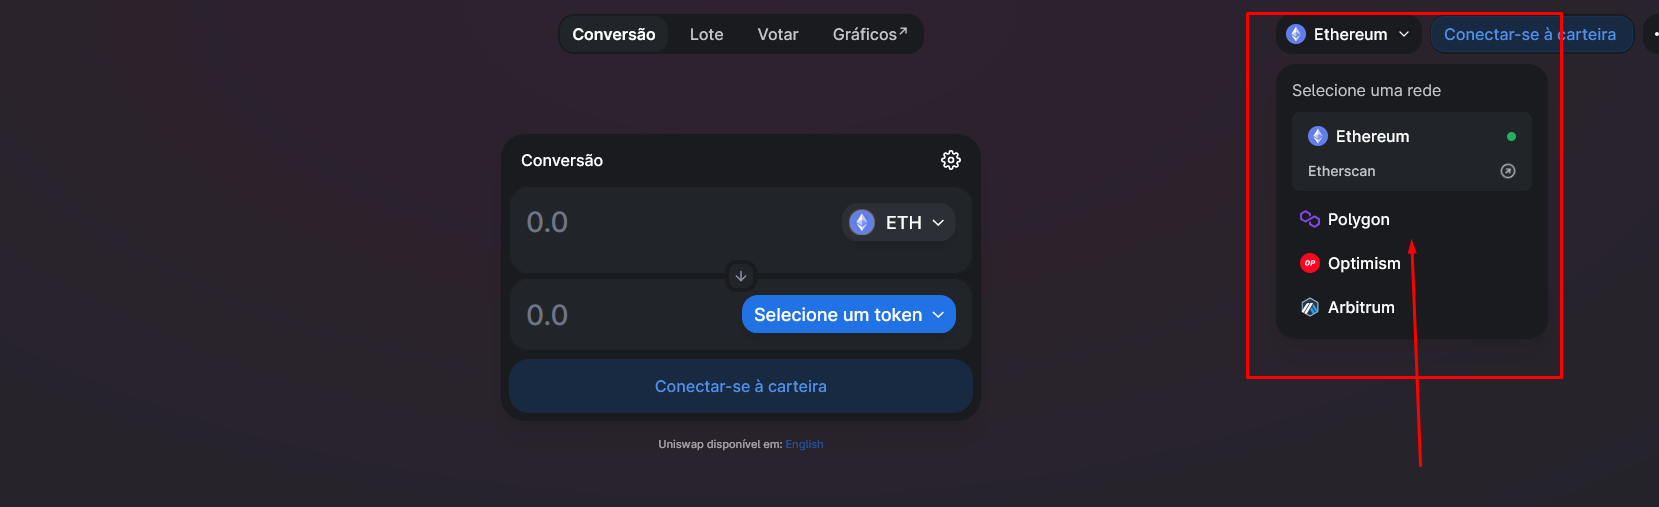 Conversão Lote Votar Gráficos↗
Ethereum
Conectar-se à carteira
Selecione uma rede
Ethereum
Etherscan
Polygon
OP Optimism
Arbitrum
Conversão
0.0 ETH
0.0 Selecione um token
Conectar-se à carteira
Uniswap disponível em: English